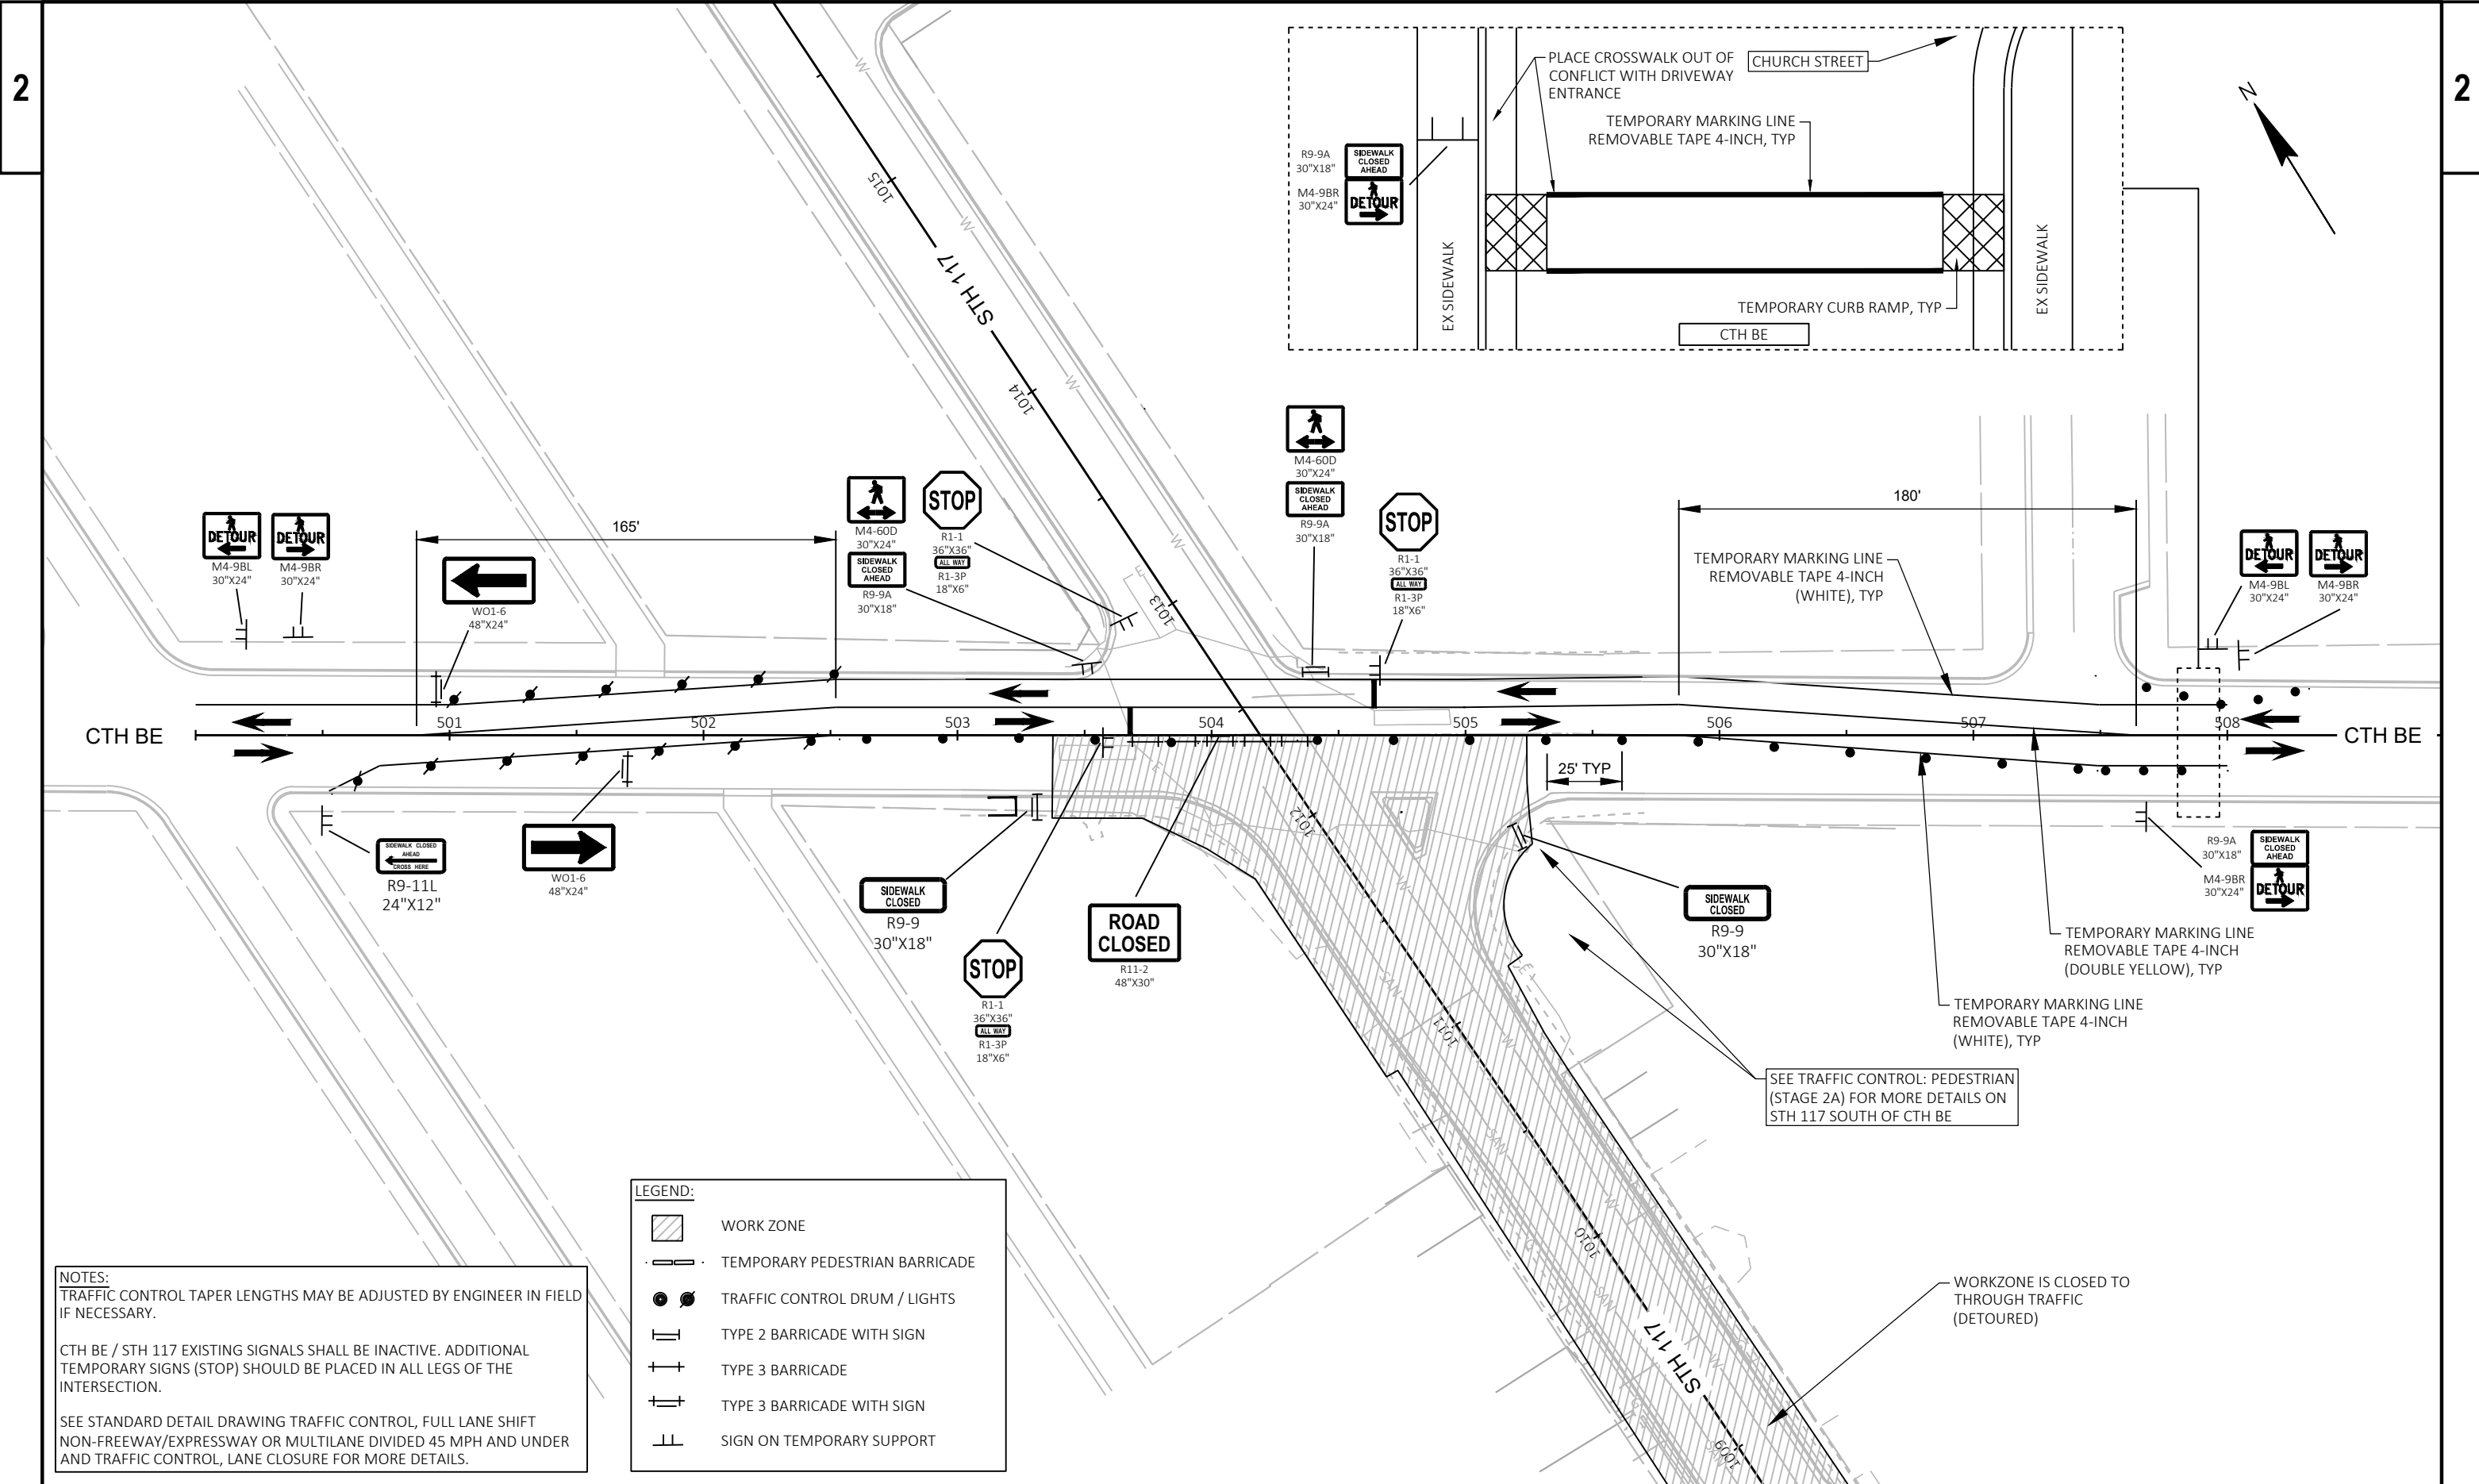 2
2
PLACE CROSSWALK OUT OF
CONFLICT WITH DRIVEWAY
ENTRANCE
CHURCH STREET
TEMPORARY MARKING LINE
REMOVABLE TAPE 4-INCH, TYP
R9-9A
30"X18"
SIDEWALK
CLOSED
AHEAD
M4-9BR
30"X24"
DETOUR
EX SIDEWALK
EX SIDEWALK
TEMPORARY CURB RAMP, TYP
CTH BE
N
W
W
W
W
1015
STH 117
1014
1013
E
DETOUR
M4-9BL
30"X24"
DETOUR
M4-9BR
30"X24"
165'
WO1-6
48"X24"
M4-60D
30"X24"
SIDEWALK
CLOSED
AHEAD
R9-9A
30"X18"
STOP
R1-1
36"X36"
ALL WAY
R1-3P
18"X6"
M4-60D
30"X24"
SIDEWALK
CLOSED
AHEAD
R9-9A
30"X18"
STOP
R1-1
36"X36"
ALL WAY
R1-3P
18"X6"
180'
TEMPORARY MARKING LINE
REMOVABLE TAPE 4-INCH
(WHITE), TYP
DETOUR
M4-9BL
30"X24"
DETOUR
M4-9BR
30"X24"
CTH BE
501
502
503
504
505
506
507
508
CTH BE
25' TYP
E
1012
SIDEWALK CLOSED
AHEAD
CROSS HERE
R9-11L
24"X12"
WO1-6
48"X24"
SIDEWALK
CLOSED
R9-9
30"X18"
STOP
R1-1
36"X36"
ALL WAY
R1-3P
18"X6"
ROAD
CLOSED
R11-2
48"X30"
SIDEWALK
CLOSED
R9-9
30"X18"
R9-9A
30"X18"
SIDEWALK
CLOSED
AHEAD
M4-9BR
30"X24"
DETOUR
TEMPORARY MARKING LINE
REMOVABLE TAPE 4-INCH
(DOUBLE YELLOW), TYP
TEMPORARY MARKING LINE
REMOVABLE TAPE 4-INCH
(WHITE), TYP
W
SAN
E
W
1011
SEE TRAFFIC CONTROL: PEDESTRIAN
(STAGE 2A) FOR MORE DETAILS ON
STH 117 SOUTH OF CTH BE
SAN
W
1010
G
SAN
STH 117
W
G
SAN
1009
WORKZONE IS CLOSED TO
THROUGH TRAFFIC
(DETOURED)
LEGEND:
WORK ZONE
TEMPORARY PEDESTRIAN BARRICADE
TRAFFIC CONTROL DRUM / LIGHTS
TYPE 2 BARRICADE WITH SIGN
TYPE 3 BARRICADE
TYPE 3 BARRICADE WITH SIGN
SIGN ON TEMPORARY SUPPORT
NOTES:
TRAFFIC CONTROL TAPER LENGTHS MAY BE ADJUSTED BY ENGINEER IN FIELD
IF NECESSARY.
CTH BE / STH 117 EXISTING SIGNALS SHALL BE INACTIVE. ADDITIONAL
TEMPORARY SIGNS (STOP) SHOULD BE PLACED IN ALL LEGS OF THE
INTERSECTION.
SEE STANDARD DETAIL DRAWING TRAFFIC CONTROL, FULL LANE SHIFT
NON-FREEWAY/EXPRESSWAY OR MULTILANE DIVIDED 45 MPH AND UNDER
AND TRAFFIC CONTROL, LANE CLOSURE FOR MORE DETAILS.